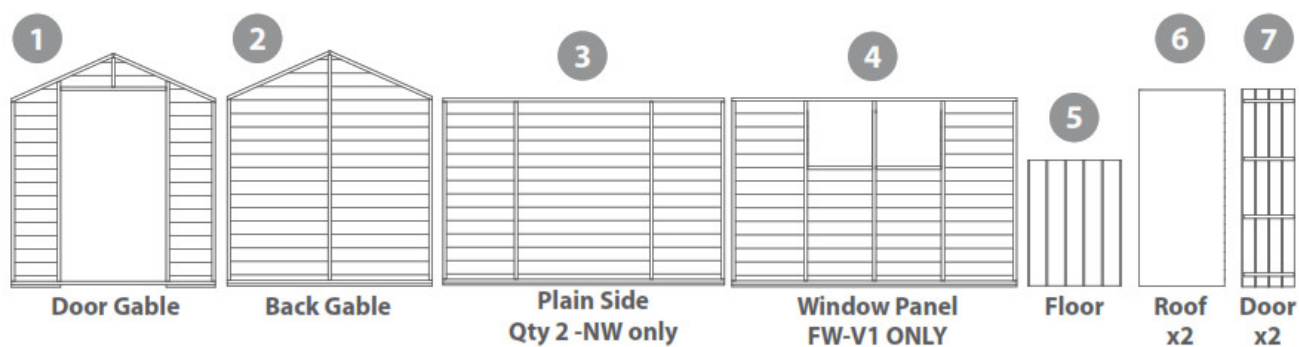 1
2
3
4
5
6
7
Door Gable
Back Gable
Plain Side
Qty 2 -NW only
Window Panel
FW-V1 ONLY
Floor
Roof
x2
Door
x2